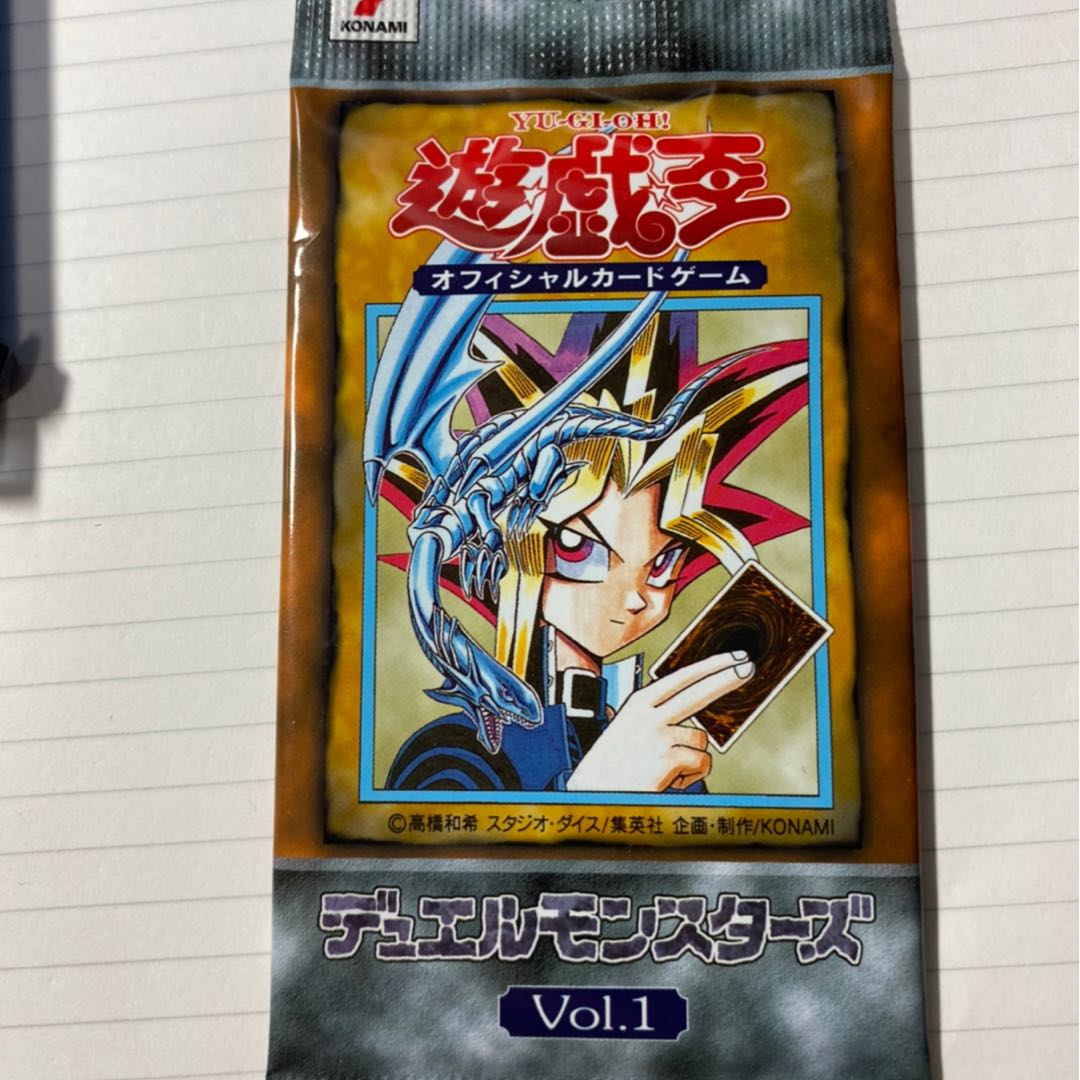 KONAMI
YU-GI-OH!
遊戯王
オフィシャルカードゲーム
©高橋和希 スタジオ・ダイス/集英社 企画・制作/KONAMI
デュエルモンスターズ
Vol.1